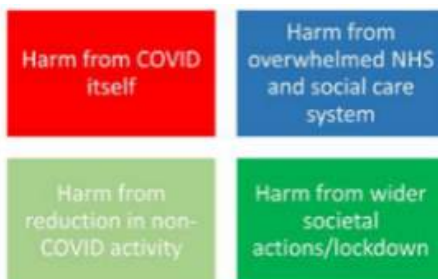 Harm from COVID
itself
Harm from
overwhelmed NHS
and social care
system
Harm from
reduction in non-
COVID activity
Harm from wider
societal
actions/lockdown